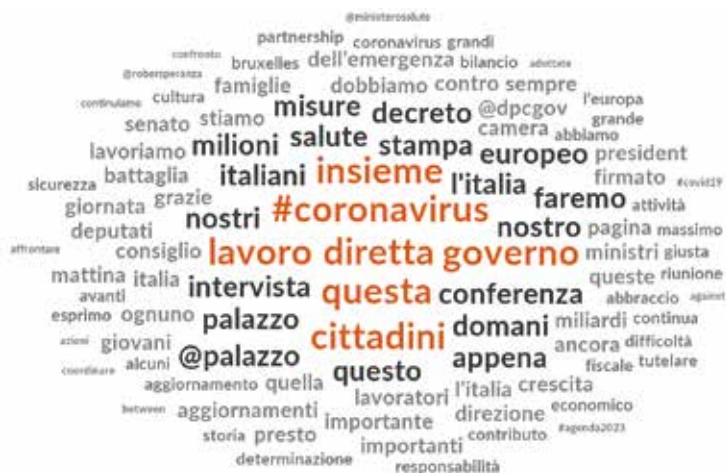 @ministerosalute
partnership coronavirus grandi
confronto bruxelles dell'emergenza bilancio adottate
@robersperanza famiglie dobbiamo contro sempre
continuiamo cultura misure decreto @dpcgov l'europa
senato stiamo salute stampa camera grande
lavoriamo milioni europeo abbiamo president
battaglia italiani insieme l'italia firmato #covid19
sicurezza grazie faremo attività
giornata nostri #coronavirus nostro pagina massimo
deputati
affrontare consiglio lavoro diretta governo ministri giusta
mattina italia intervista questa conferenza queste riunione
avanti abbraccio against
esprimo ognuno palazzo cittadini domani miliardi continua
azioni giovani ancora difficoltà
coordinare alcuni @palazzo questo appena fiscale tutelare
aggiornamento quella lavoratori l'italia crescita
between aggiornamenti importante direzione economico
storia presto importanti contributo #agenda2023
determinazione responsabilità